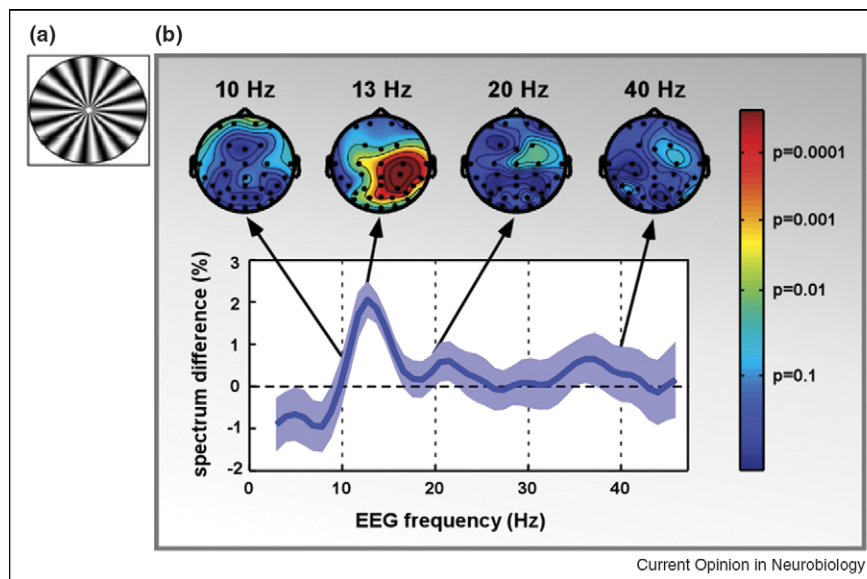 (a)
(b)
10 Hz 13 Hz 20 Hz 40 Hz
p=0.0001
p=0.001
p=0.01
p=0.1
spectrum difference (%)
3
2
1
0
-1
-2
0 10 20 30 40
EEG frequency (Hz)
Current Opinion in Neurobiology